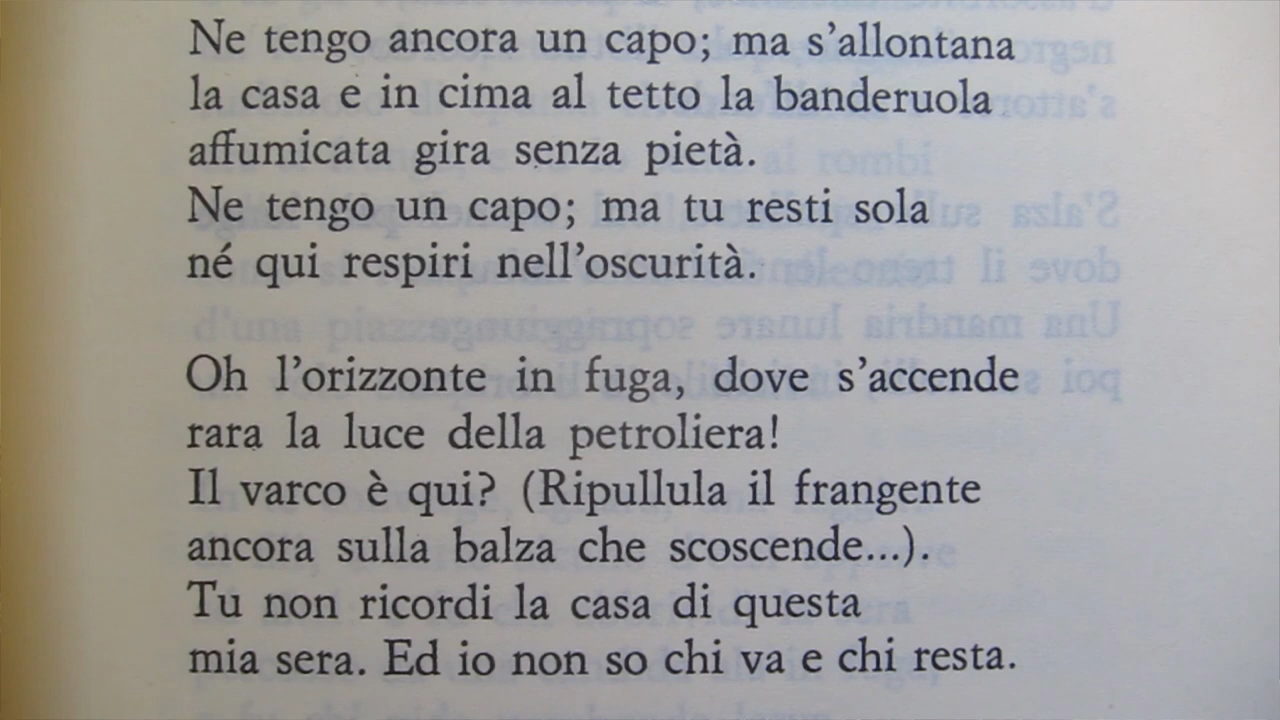 Ne tengo ancora un capo; ma s'allontana
la casa e in cima al tetto la banderuola
affumicata gira senza pietà.
Ne tengo un capo; ma tu resti sola
né qui respiri nell'oscurità.
Oh l'orizzonte in fuga, dove s'accende
rara la luce della petroliera!
Il varco è qui? (Ripullula il frangente
ancora sulla balza che scoscende...).
Tu non ricordi la casa di questa
mia sera. Ed io non so chi va e chi resta.